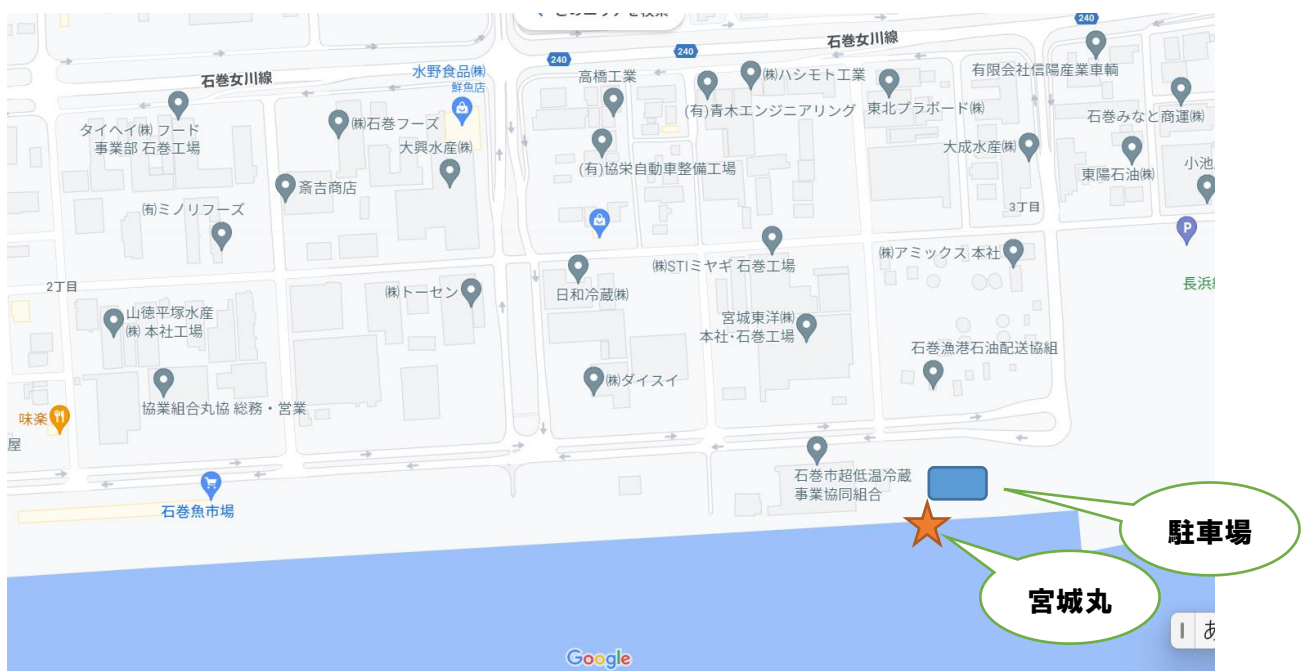 240
石巻女川線
240
240
石巻女川線
水野食品㈱
鮮魚店
高橋工業
㈱ハシモト工業
有限会社信陽産業車輌
タイヘイ㈱ フード
事業部 石巻工場
㈱石巻フーズ
大興水産㈱
(有)青木エンジニアリング
東北プラボード㈱
石巻みなと商運㈱
大成水産㈱
(有)協栄自動車整備工場
東陽石油㈱
小池
斎吉商店
3丁目
㈲ミノリフーズ
P
㈱STIミヤギ 石巻工場
㈱アミックス 本社
2丁目
㈱トーセン
日和冷蔵㈱
長浜
山徳平塚水産
㈱ 本社工場
宮城東洋㈱
本社・石巻工場
石巻漁港石油配送協組
㈱ダイスイ
協業組合丸協 総務・営業
味楽
屋
石巻魚市場
石巻市超低温冷蔵
事業協同組合
駐車場
宮城丸
あ
Google